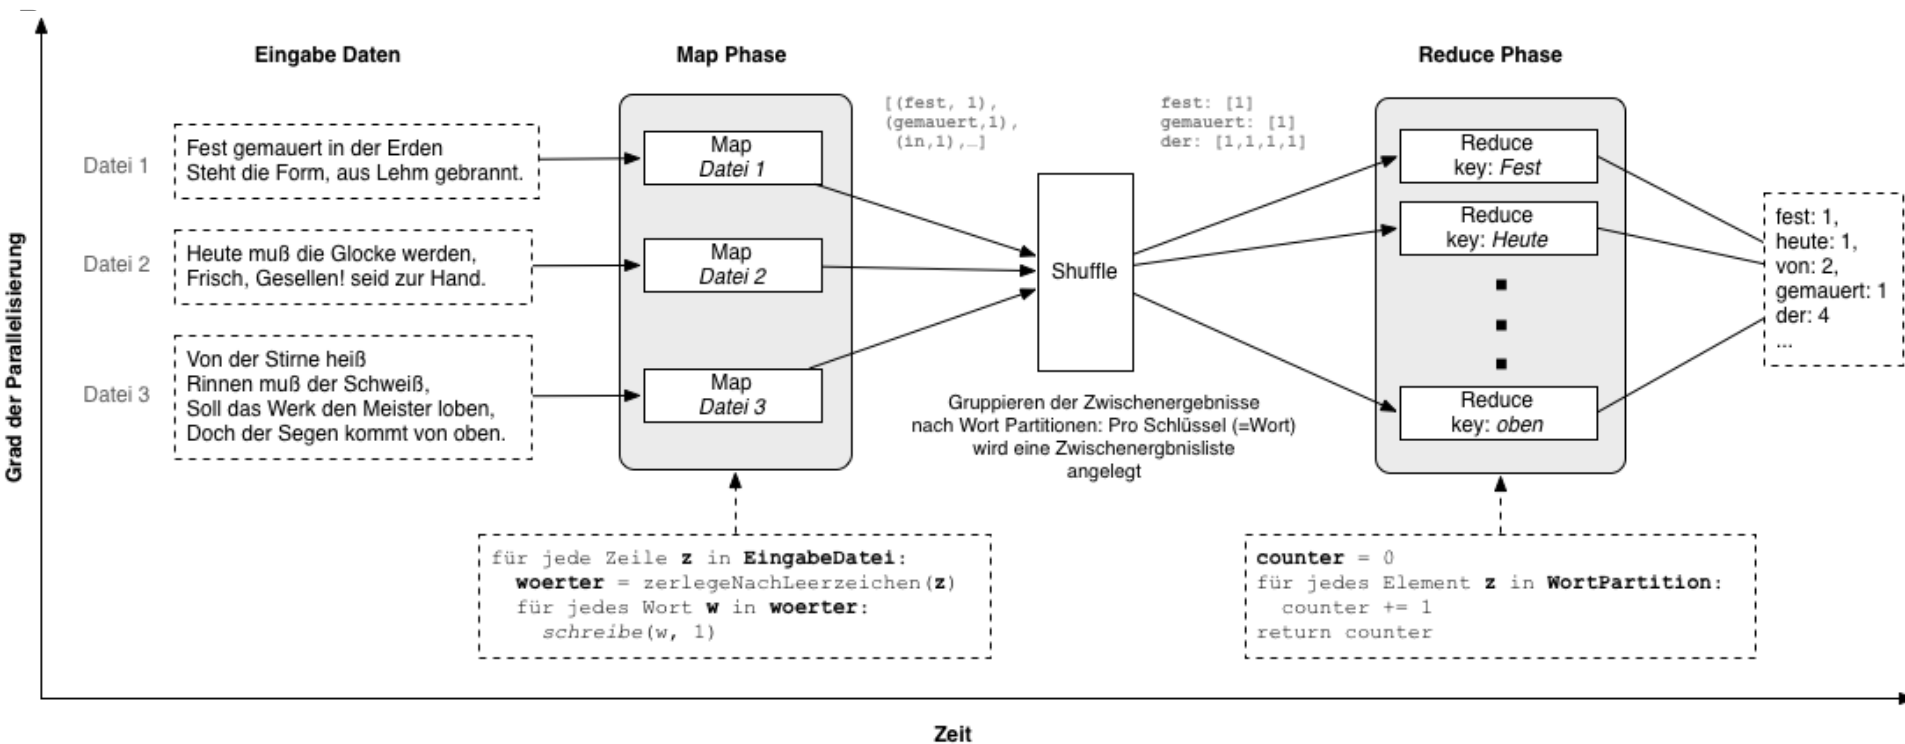 Eingabe Daten
Map Phase
Reduce Phase
Datei 1
Fest gemauert in der Erden
Steht die Form, aus Lehm gebrannt.
Datei 2
Heute muß die Glocke werden,
Frisch, Gesellen! seid zur Hand.
Datei 3
Von der Stirne heiß
Rinnen muß der Schweiß,
Soll das Werk den Meister loben,
Doch der Segen kommt von oben.
Map
Datei 1
Map
Datei 2
Map
Datei 3
[(fest, 1),
(gemauert,1),
(in,1),…]
Shuffle
Gruppieren der Zwischenergebnisse
nach Wort Partitionen: Pro Schlüssel (=Wort)
wird eine Zwischenergbnisliste
angelegt
fest: [1]
gemauert: [1]
der: [1,1,1,1]
Reduce
key: Fest
Reduce
key: Heute
Reduce
key: oben
fest: 1,
heute: 1,
von: 2,
gemauert: 1
der: 4
...
für jede Zeile z in EingabeDatei:
woerter = zerlegeNachLeerzeichen(z)
für jedes Wort w in woerter:
schreibe(w, 1)
counter = 0
für jedes Element z in WortPartition:
counter += 1
return counter
Grad der Parallelisierung
Zeit